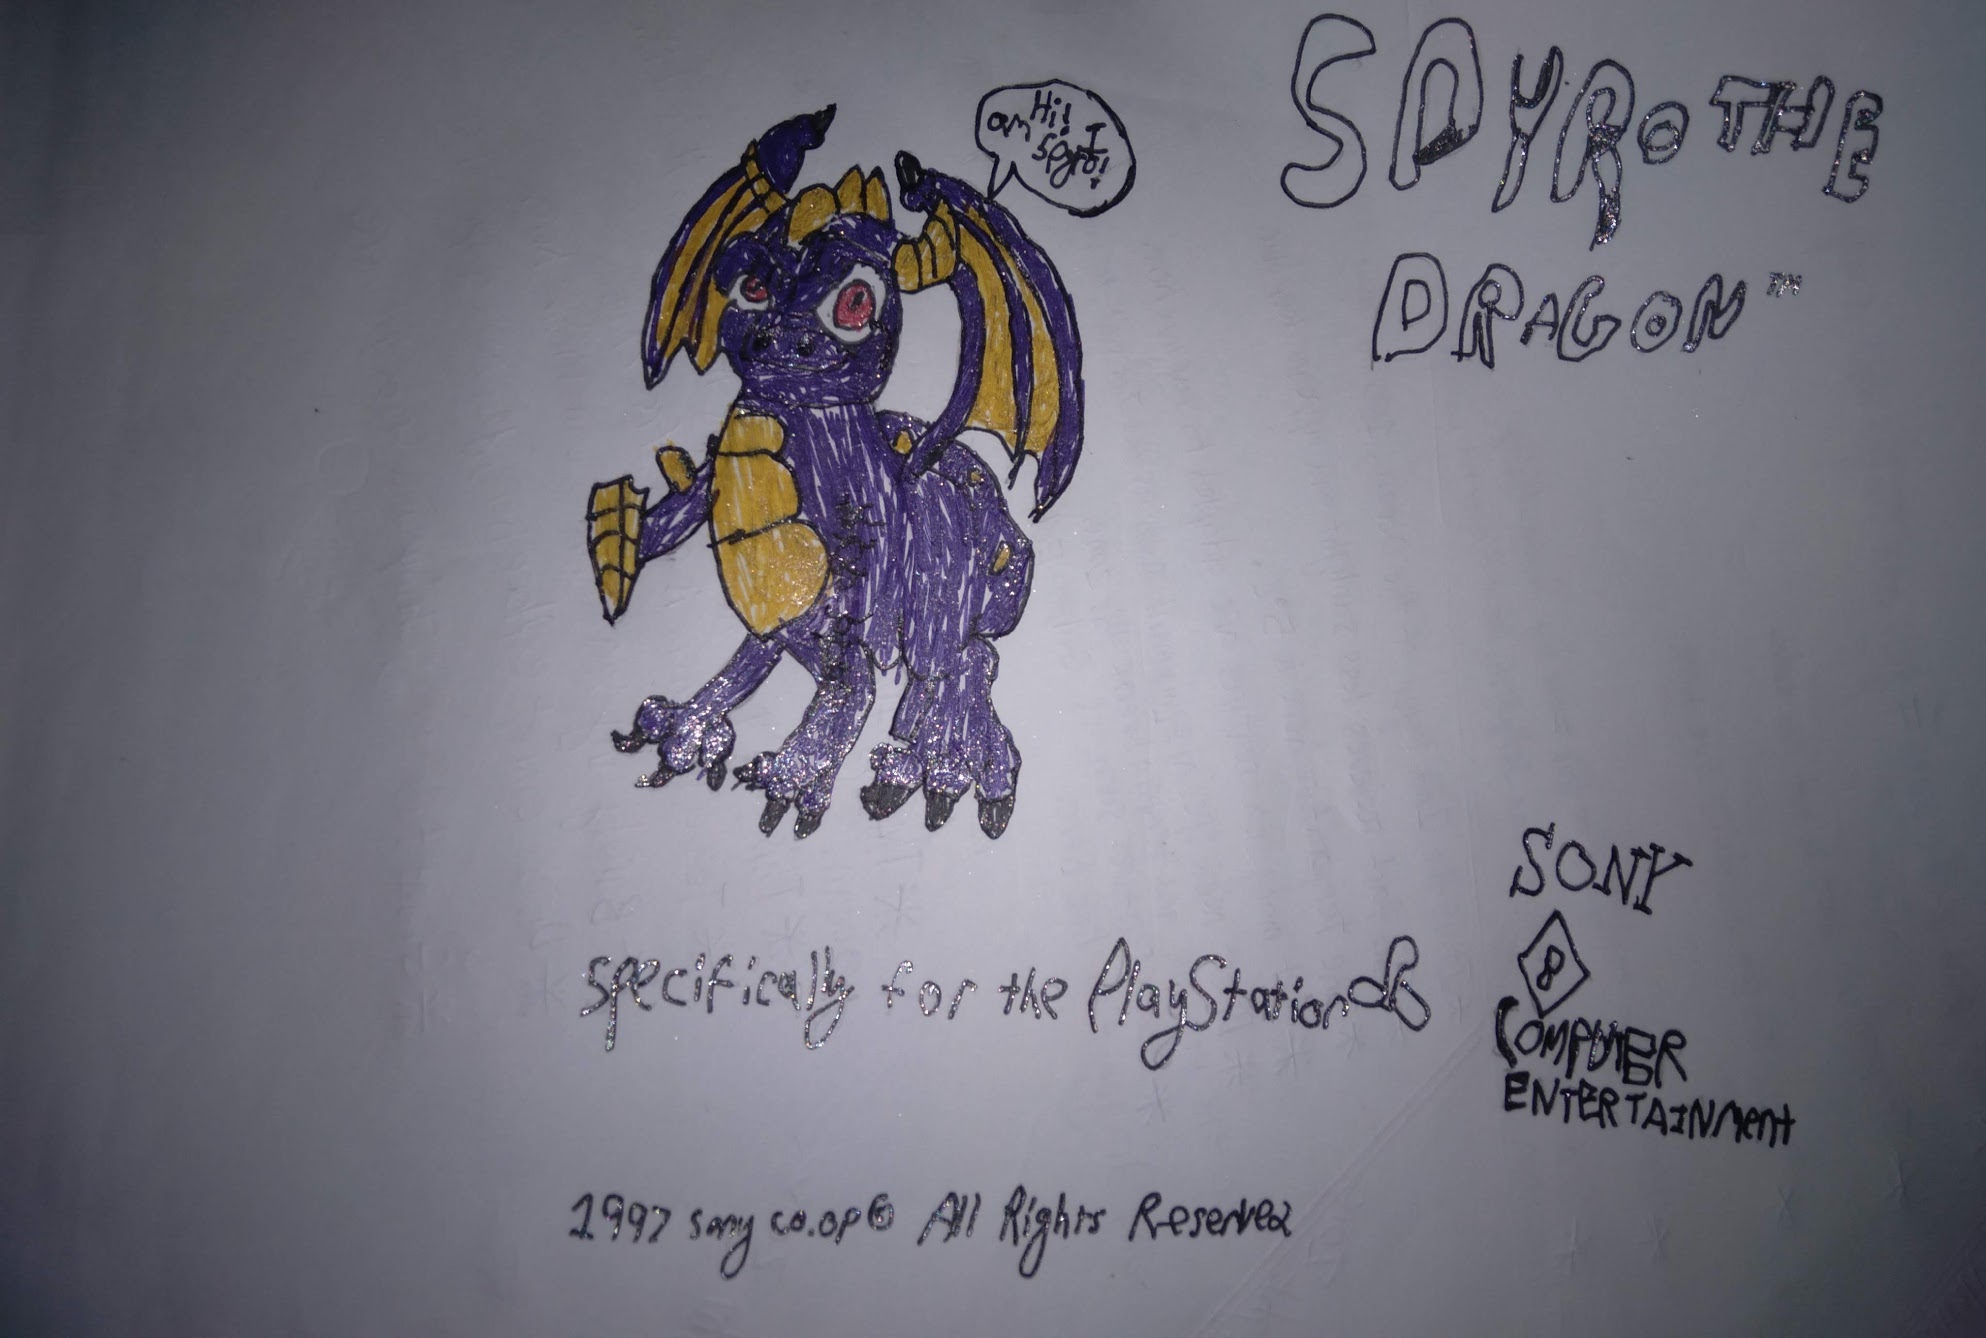 Hi!
am I
Spyro!
SPYRO THE
DRAGON™
SONY
COMPUTER
ENTERTAINMent
Specifically for the PlayStation
1997 sony co.op© All Rights Reserved